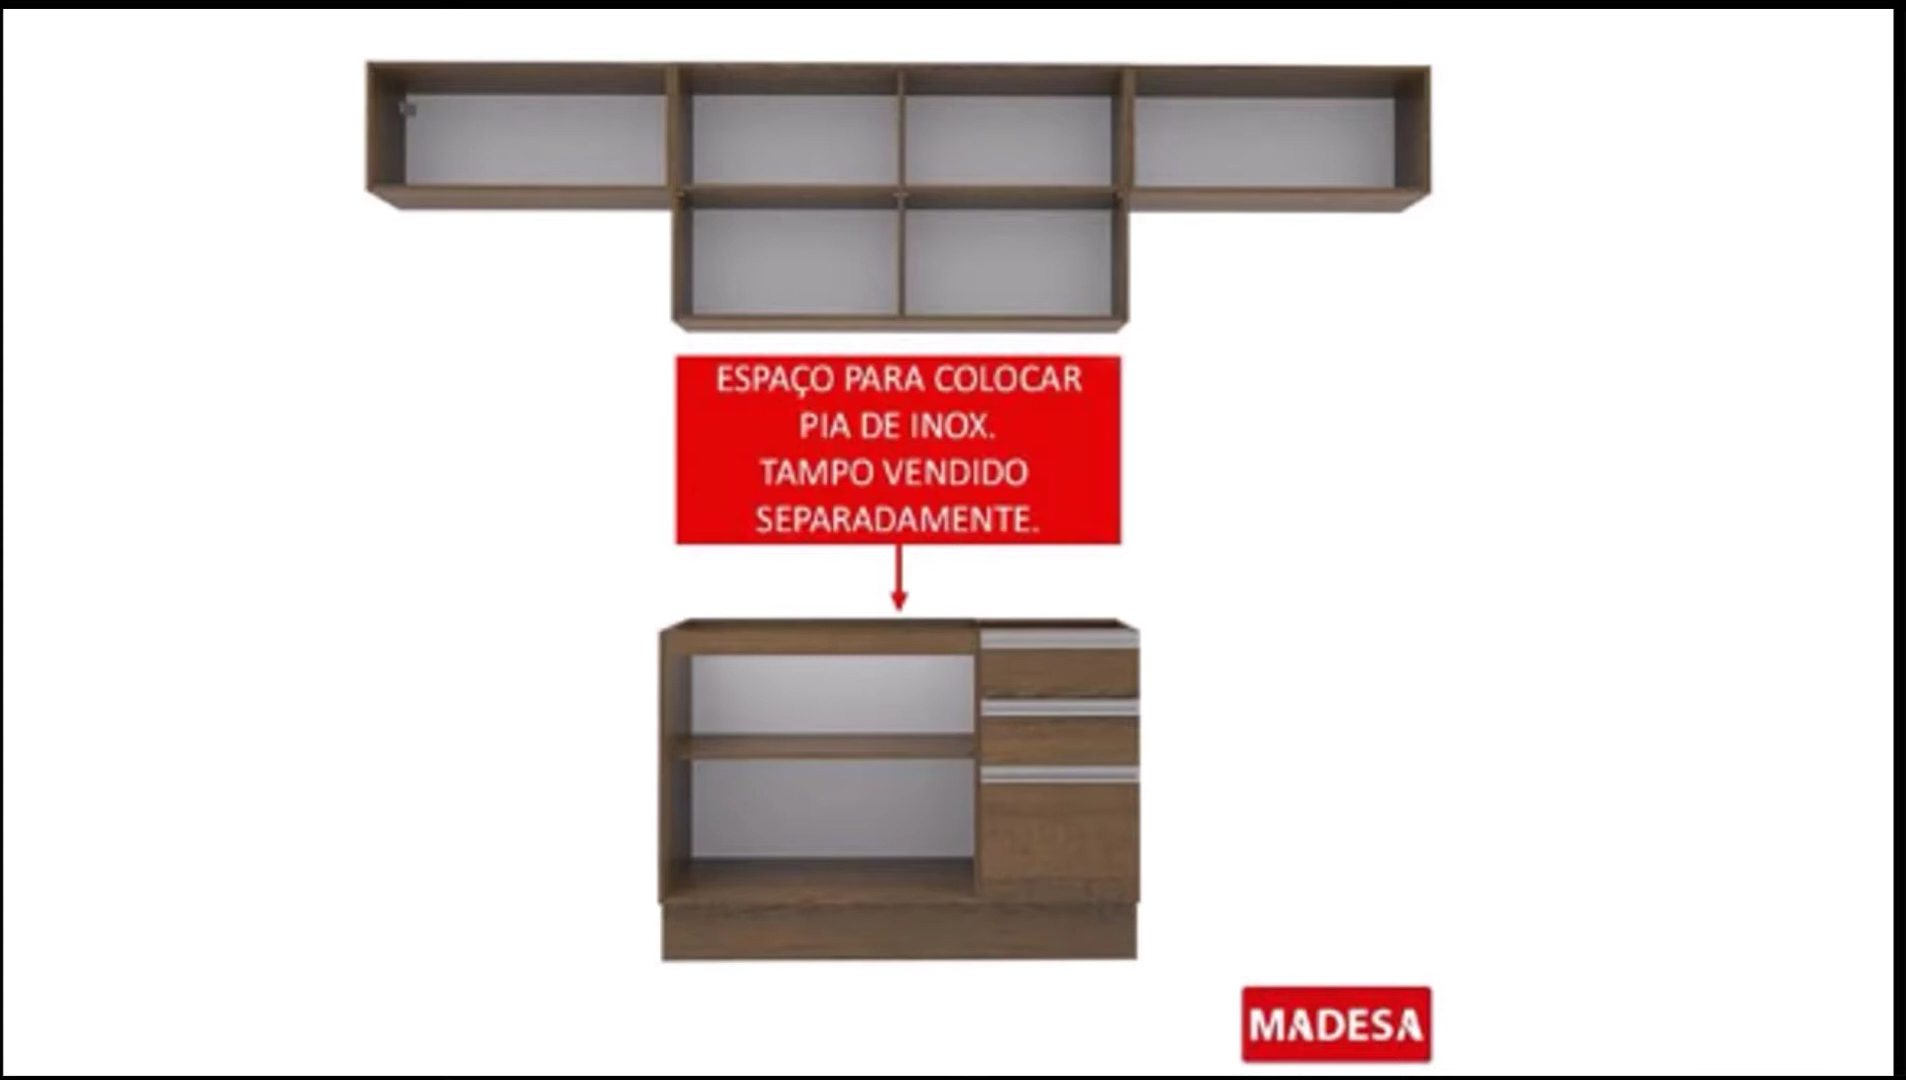 ESPAÇO PARA COLOCAR
PIA DE INOX.
TAMPO VENDIDO
SEPARADAMENTE.
MADESA